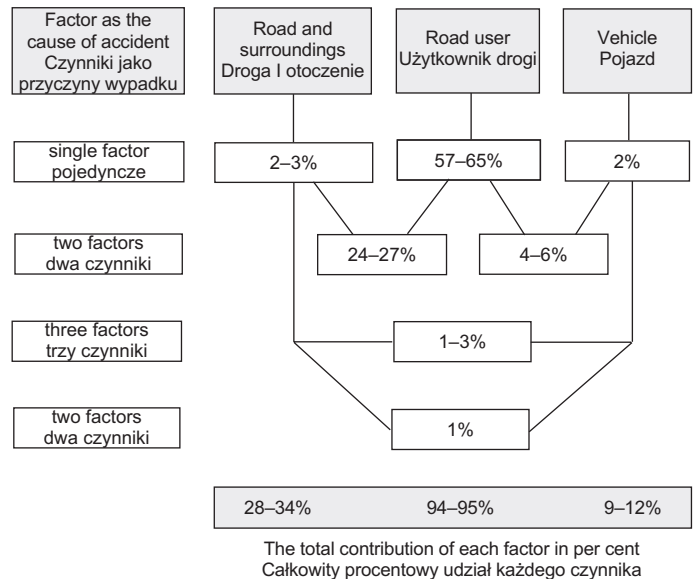 Factor as the
cause of accident
Czynniki jako
przyczyny wypadku
Road and
surroundings
Droga I otoczenie
Road user
Użytkownik drogi
Vehicle
Pojazd
single factor
pojedyncze
2–3%
57–65%
2%
two factors
dwa czynniki
24–27%
4–6%
three factors
trzy czynniki
1–3%
two factors
dwa czynniki
1%
28–34%
94–95%
9–12%
The total contribution of each factor in per cent
Całkowity procentowy udział każdego czynnika